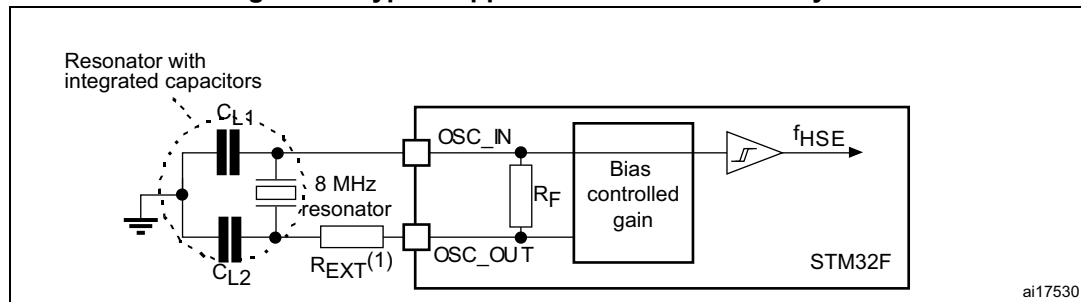 Resonator with
integrated capacitors
CL1
OSC_IN
fHSE
8 MHz
resonator
RF
Bias
controlled
gain
REXT(1)
OSC_OUT
CL2
STM32F
ai17530